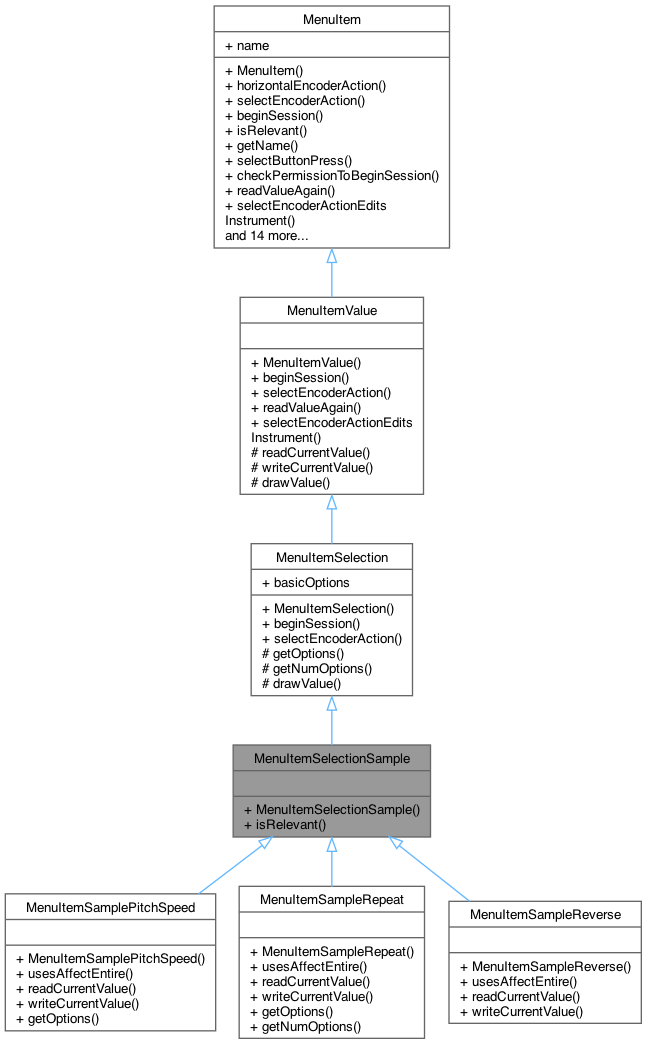 MenuItem
+ name
+ MenuItem()
+ horizontalEncoderAction()
+ selectEncoderAction()
+ beginSession()
+ isRelevant()
+ getName()
+ selectButtonPress()
+ checkPermissionToBeginSession()
+ readValueAgain()
+ selectEncoderActionEdits
Instrument()
and 14 more...
MenuItemValue
+ MenuItemValue()
+ beginSession()
+ selectEncoderAction()
+ readValueAgain()
+ selectEncoderActionEdits
Instrument()
# readCurrentValue()
# writeCurrentValue()
# drawValue()
MenuItemSelection
+ basicOptions
+ MenuItemSelection()
+ beginSession()
+ selectEncoderAction()
# getOptions()
# getNumOptions()
# drawValue()
MenuItemSelectionSample
+ MenuItemSelectionSample()
+ isRelevant()
MenuItemSamplePitchSpeed
+ MenuItemSamplePitchSpeed()
+ usesAffectEntire()
+ readCurrentValue()
+ writeCurrentValue()
+ getOptions()
MenuItemSampleRepeat
+ MenuItemSampleRepeat()
+ usesAffectEntire()
+ readCurrentValue()
+ writeCurrentValue()
+ getOptions()
+ getNumOptions()
MenuItemSampleReverse
+ MenuItemSampleReverse()
+ usesAffectEntire()
+ readCurrentValue()
+ writeCurrentValue()